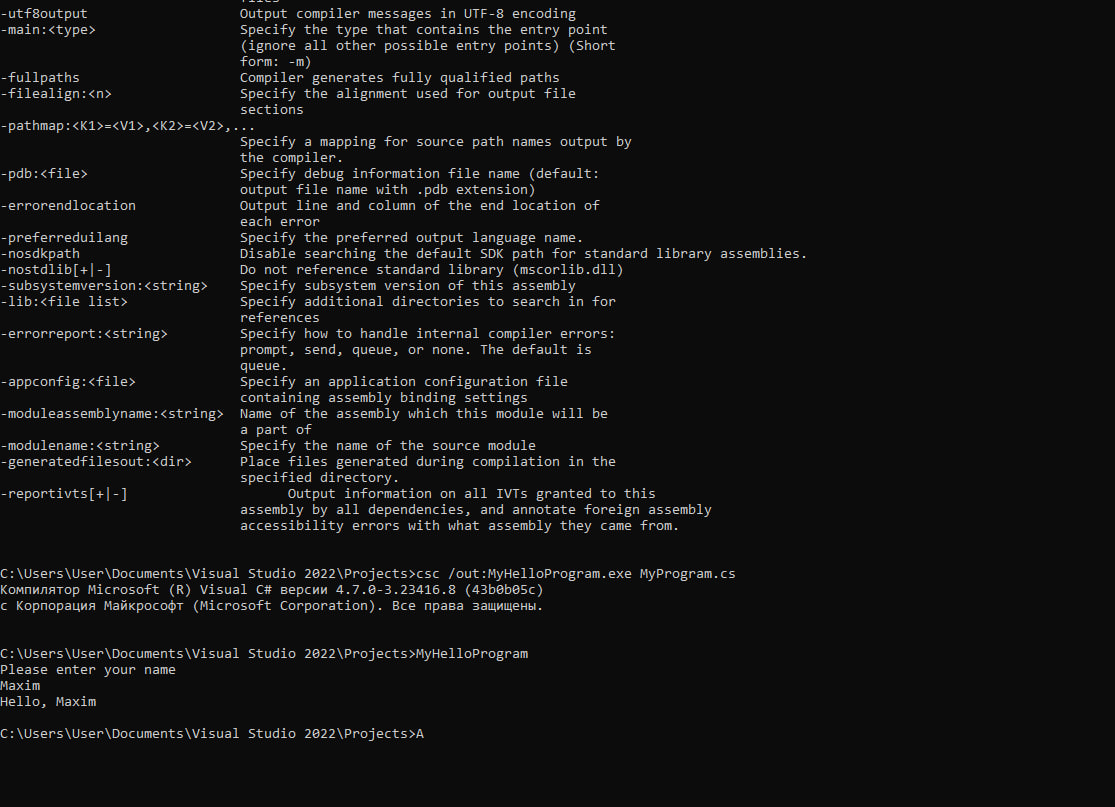 files
-utf8output Output compiler messages in UTF-8 encoding
-main:<type> Specify the type that contains the entry point
(ignore all other possible entry points) (Short
form: -m)
-fullpaths Compiler generates fully qualified paths
-filealign:<n> Specify the alignment used for output file
sections
-pathmap:<K1>=<V1>,<K2>=<V2>,...
Specify a mapping for source path names output by
the compiler.
-pdb:<file> Specify debug information file name (default:
output file name with .pdb extension)
-errorendlocation Output line and column of the end location of
each error
-preferreduilang Specify the preferred output language name.
-nosdkpath Disable searching the default SDK path for standard library assemblies.
-nostdlib[+|-] Do not reference standard library (mscorlib.dll)
-subsystemversion:<string> Specify subsystem version of this assembly
-lib:<file list> Specify additional directories to search in for
references
-errorreport:<string> Specify how to handle internal compiler errors:
prompt, send, queue, or none. The default is
queue.
-appconfig:<file> Specify an application configuration file
containing assembly binding settings
-moduleassemblyname:<string> Name of the assembly which this module will be
a part of
-modulename:<string> Specify the name of the source module
-generatedfilesout:<dir> Place files generated during compilation in the
specified directory.
-reportivts[+|-] Output information on all IVTs granted to this
assembly by all dependencies, and annotate foreign assembly
accessibility errors with what assembly they came from.
C:\Users\User\Documents\Visual Studio 2022\Projects>csc /out:MyHelloProgram.exe MyProgram.cs
Компилятор Microsoft (R) Visual C# версии 4.7.0-3.23416.8 (43b0b05c)
c Корпорация Майкрософт (Microsoft Corporation). Все права защищены.
C:\Users\User\Documents\Visual Studio 2022\Projects>MyHelloProgram
Please enter your name
Maxim
Hello, Maxim
C:\Users\User\Documents\Visual Studio 2022\Projects>A